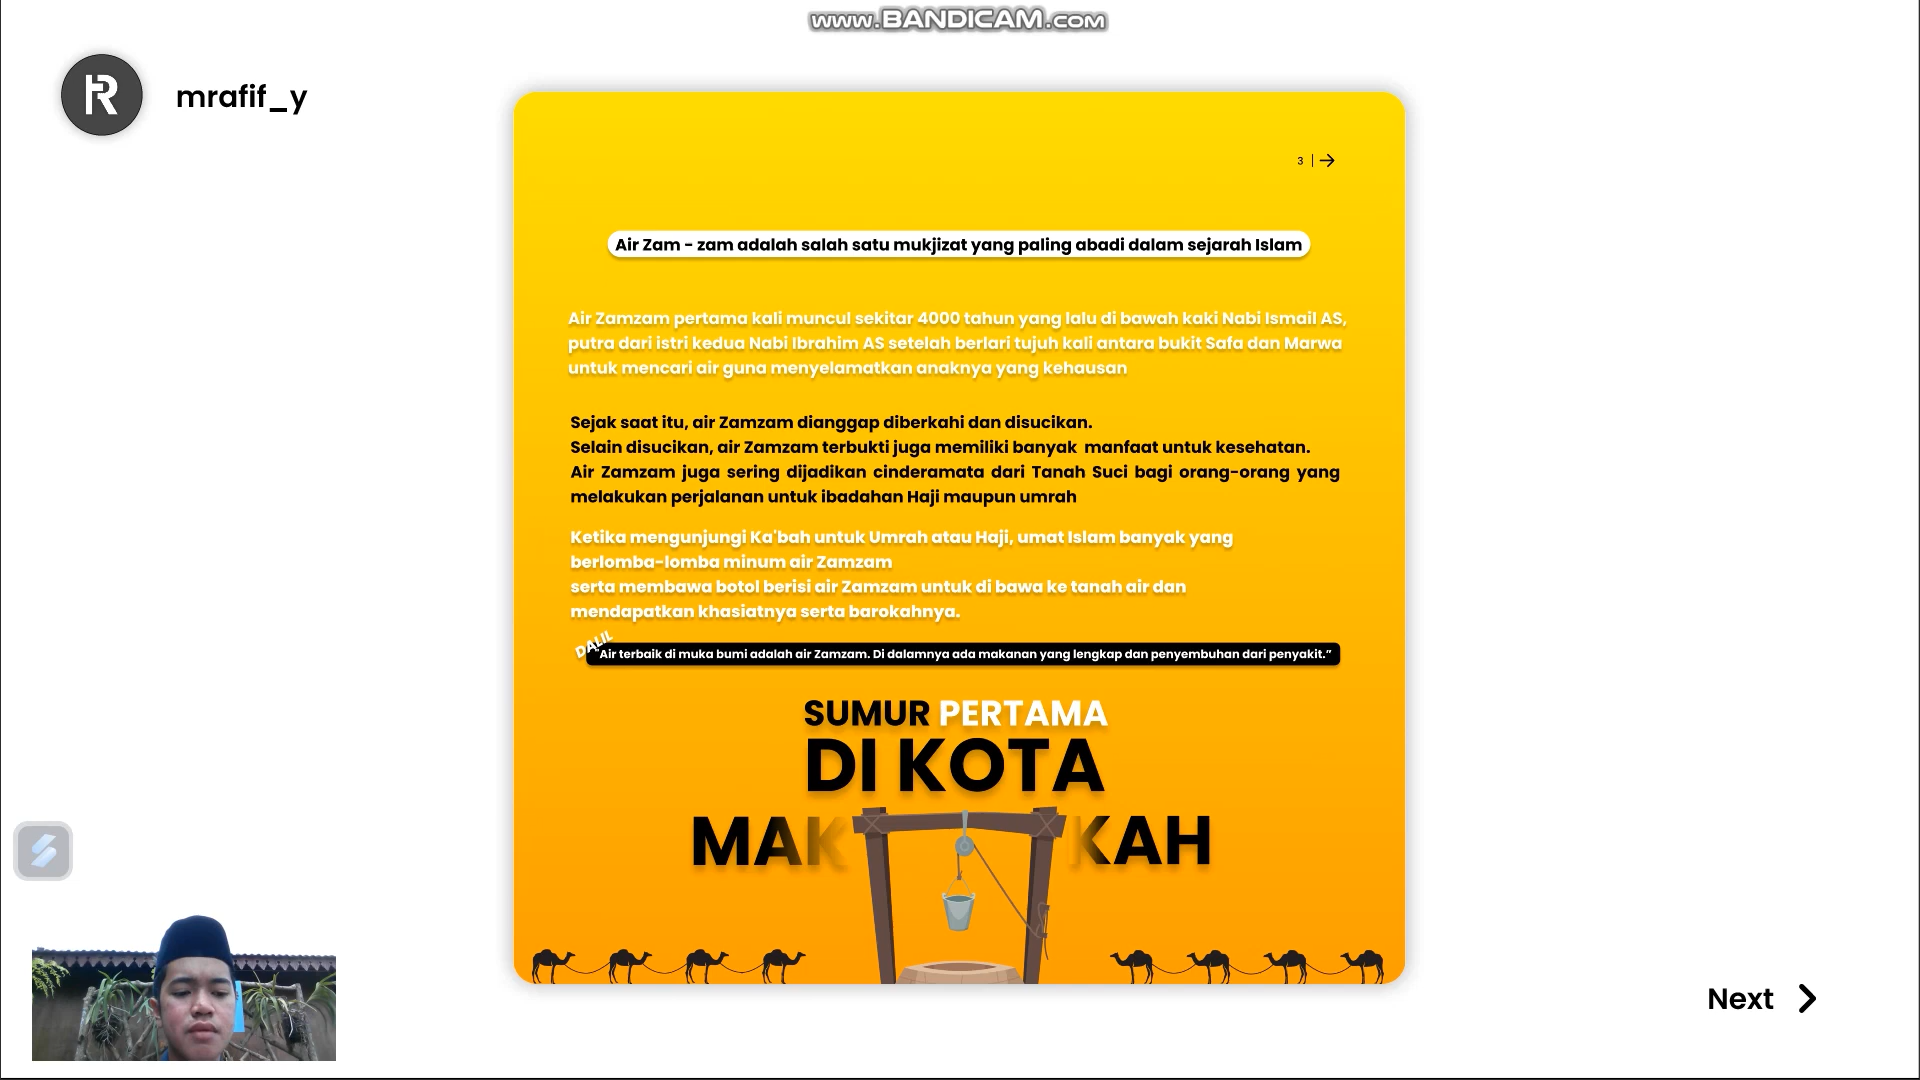 www.BANDICAM.com
mrafif_y
3 | →
Air Zam - zam adalah salah satu mukjizat yang paling abadi dalam sejarah Islam
Air Zamzam pertama kali muncul sekitar 4000 tahun yang lalu di bawah kaki Nabi Ismail AS,
putra dari istri kedua Nabi Ibrahim AS setelah berlari tujuh kali antara bukit Safa dan Marwa
untuk mencari air guna menyelamatkan anaknya yang kehausan
Sejak saat itu, air Zamzam dianggap diberkahi dan disucikan.
Selain disucikan, air Zamzam terbukti juga memiliki banyak  manfaat untuk kesehatan.
Air Zamzam juga sering dijadikan cinderamata dari Tanah Suci bagi orang-orang yang
melakukan perjalanan untuk ibadahan Haji maupun umrah
Ketika mengunjungi Ka'bah untuk Umrah atau Haji, umat Islam banyak yang
berlomba-lomba minum air Zamzam
serta membawa botol berisi air Zamzam untuk di bawa ke tanah air dan
mendapatkan khasiatnya serta barokahnya.
DALIL
"Air terbaik di muka bumi adalah air Zamzam. Di dalamnya ada makanan yang lengkap dan penyembuhan dari penyakit."
SUMUR PERTAMA
DI KOTA
MAK KAH
Next